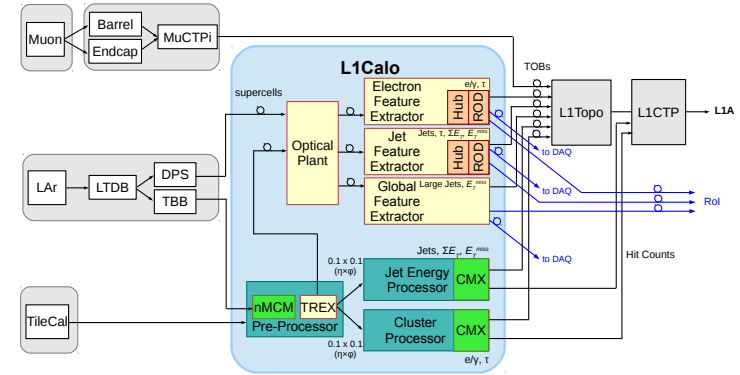 Muon
Barrel
Endcap
MuCTPi
L1Calo
TOBs
supercells
Optical
Plant
Electron
Feature
Extractor
e/γ, τ
Hub
ROD
Jet
Feature
Extractor
Jets, τ, ΣE_T, E_T^miss
Hub
ROD
Global
Feature
Extractor
Large Jets, E_T^miss
L1Topo
L1CTP
L1A
to DAQ
to DAQ
to DAQ
RoI
Hit Counts
LAr
LTDB
DPS
TBB
TileCal
nMCM
TREX
Pre-Processor
0.1 x 0.1
(η×φ)
0.1 x 0.1
(η×φ)
Jets, ΣE_T, E_T^miss
Jet Energy
Processor
CMX
Cluster
Processor
CMX
e/γ, τ